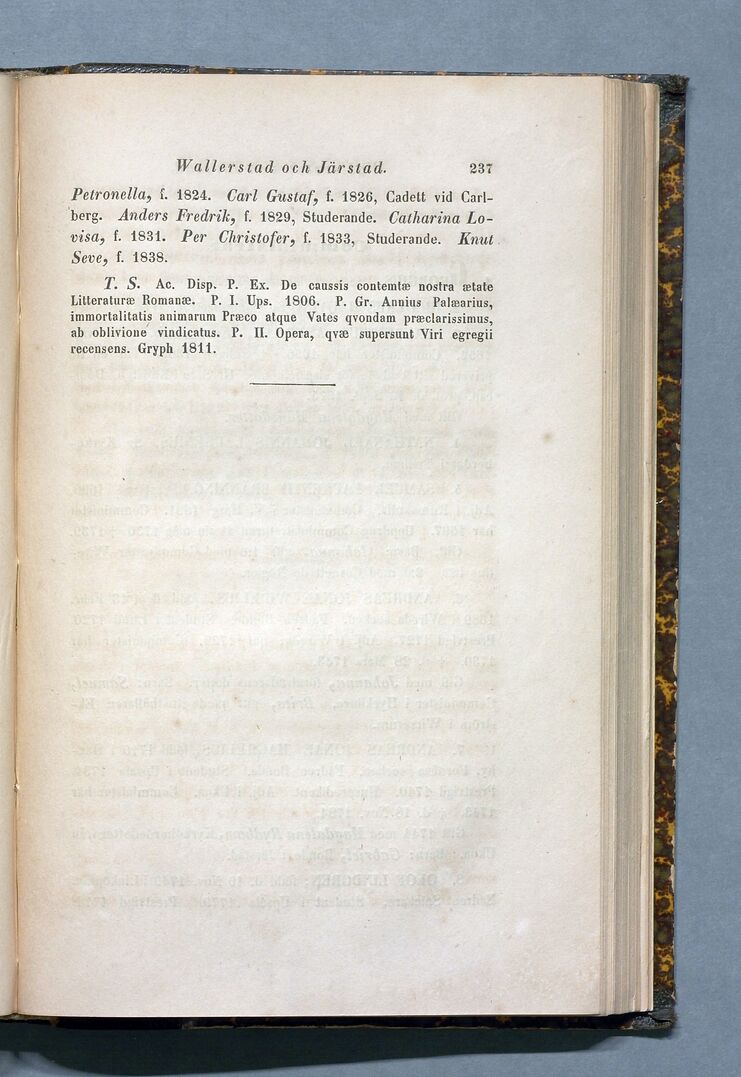 Wallerstad och Järstad. 237
Petronella, f. 1824. Carl Gustaf, f. 1826, Cadett vid Carl-
berg. Anders Fredrik, f. 1829, Studerande. Catharina Lo-
visa, f. 1831. Per Christofer, f. 1833, Studerande. Knut
Seve, f. 1838.
T. S. Ac. Disp. P. Ex. De caussis contemtæ nostra ætate
Litteraturæ Romanæ. P. I. Ups. 1806. P. Gr. Annius Palæarius,
immortalitatis animarum Præco atque Vates qvondam præclarissimus,
ab oblivione vindicatus. P. II. Opera, qvæ supersunt Viri egregii
recensens. Gryph 1811.